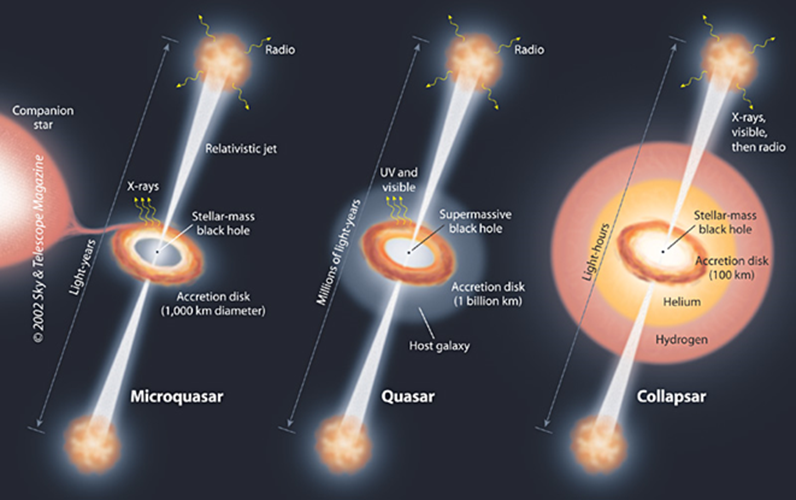 Companion
star
© 2002 Sky & Telescope Magazine
Light-years
Radio
Relativistic jet
X-rays
Stellar-mass
black hole
Accretion disk
(1,000 km diameter)
Microquasar
Millions of light-years
Radio
UV and
visible
Supermassive
black hole
Accretion disk
(1 billion km)
Host galaxy
Quasar
Light-hours
X-rays,
visible,
then radio
Stellar-mass
black hole
Accretion disk
(100 km)
Helium
Hydrogen
Collapsar